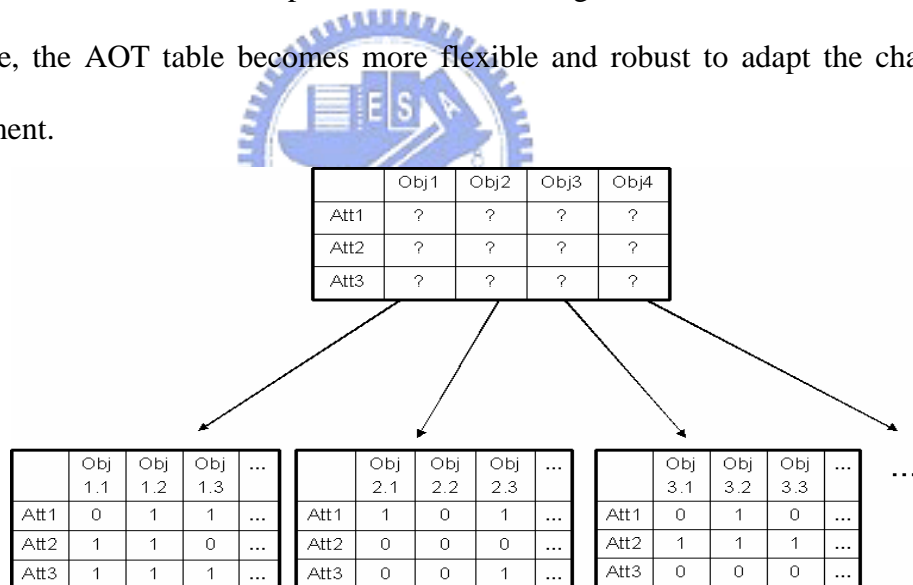 e, the AOT table becomes more flexible and robust to adapt the cha
ment.
E S A
Obj1 Obj2 Obj3 Obj4
Att1 ? ? ? ?
Att2 ? ? ? ?
Att3 ? ? ? ?
Obj 1.1 Obj 1.2 Obj 1.3 ...
Att1 0 1 1 ...
Att2 1 1 0 ...
Att3 1 1 1 ...
Obj 2.1 Obj 2.2 Obj 2.3 ...
Att1 1 0 1 ...
Att2 0 0 0 ...
Att3 0 0 1 ...
Obj 3.1 Obj 3.2 Obj 3.3 ...
Att1 0 1 0 ...
Att2 1 1 1 ...
Att3 0 0 0 ...
...